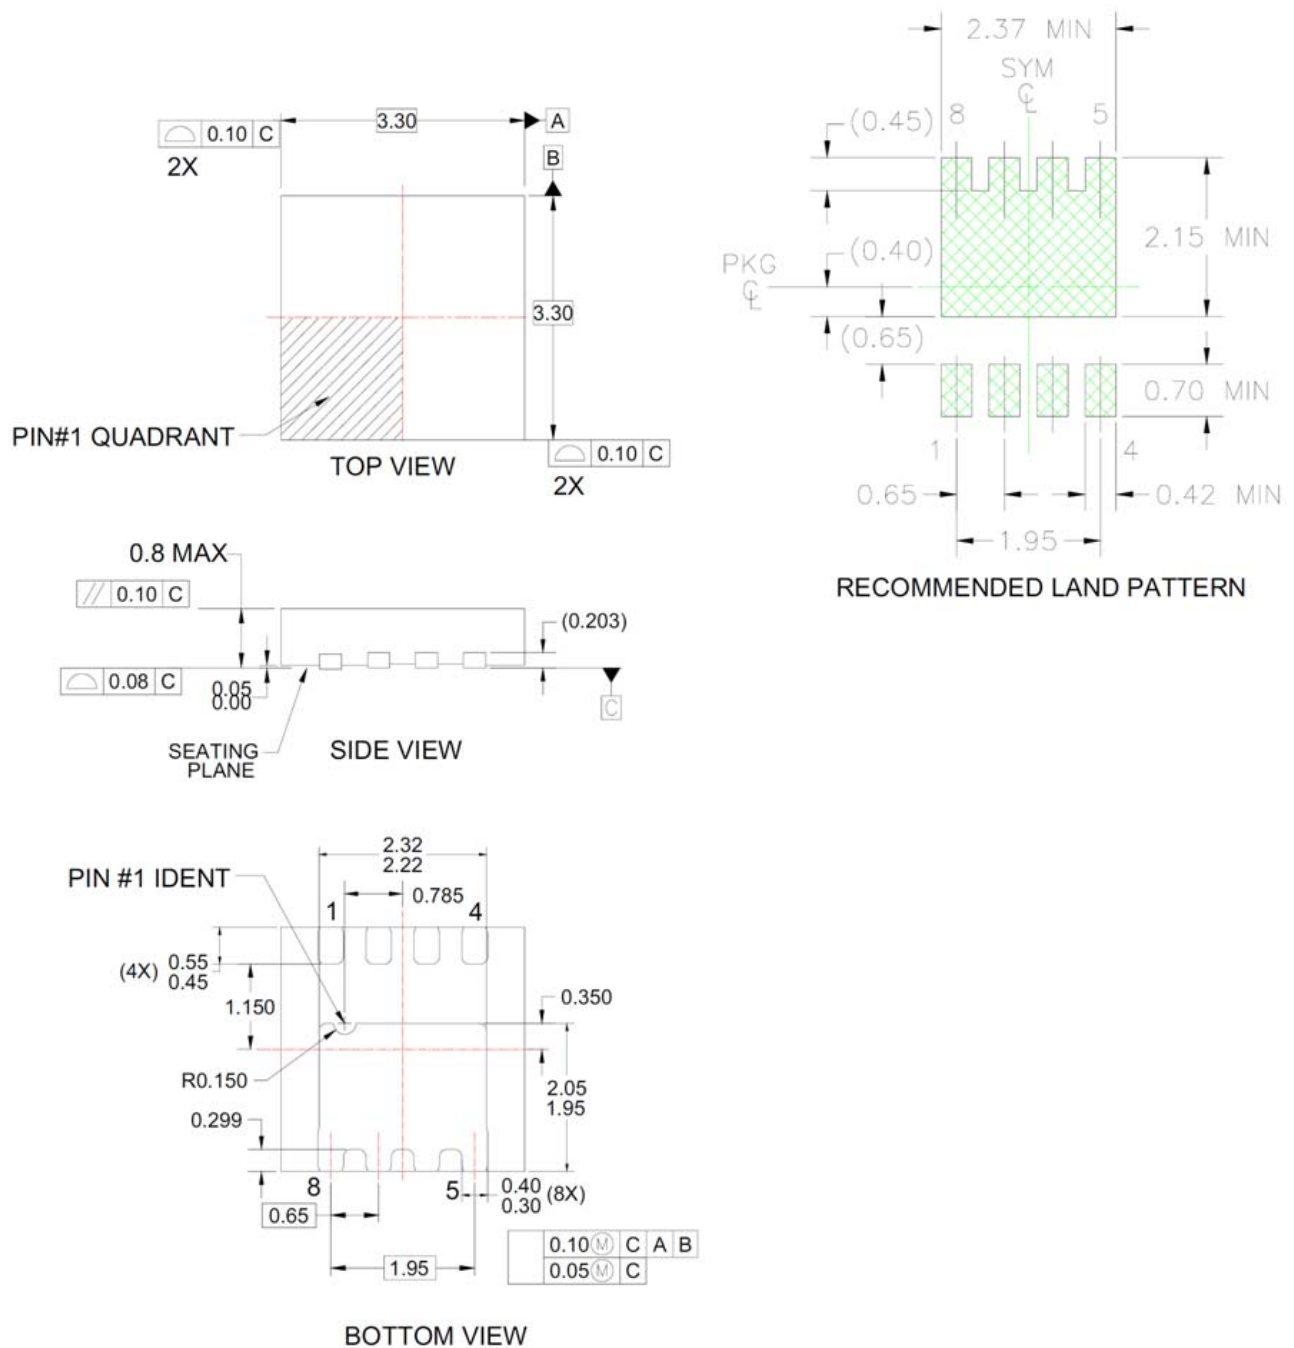 2.37 MIN
SYM
8
5
(0.45)
2.15 MIN
(0.40)
PKG
(0.65)
0.70 MIN
1
4
0.65
0.42 MIN
1.95
RECOMMENDED LAND PATTERN
0.10 C
2X
3.30
A
B
3.30
PIN#1 QUADRANT
TOP VIEW
0.10 C
2X
0.8 MAX
// 0.10 C
(0.203)
0.08 C
0.05
0.00
C
SEATING
PLANE
SIDE VIEW
2.32
2.22
PIN #1 IDENT
0.785
1
4
(4X) 0.55
0.45
1.150
0.350
R0.150
2.05
1.95
0.299
8
5
0.40
0.30 (8X)
0.65
1.95
0.10 Ⓜ C A B
0.05 Ⓜ C
BOTTOM VIEW